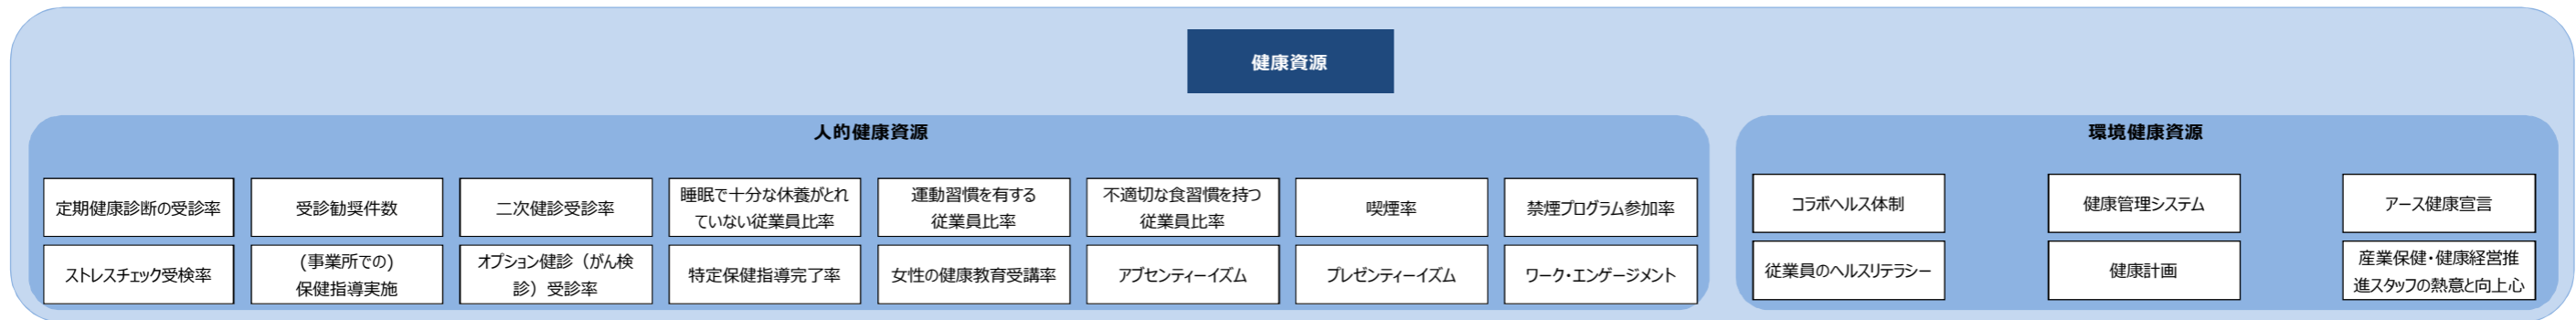 健康資源
人的健康資源
定期健康診断の受診率
受診勧奨件数
二次健診受診率
睡眠で十分な休養がとれ
ていない従業員比率
運動習慣を有する
従業員比率
不適切な食習慣を持つ
従業員比率
喫煙率
禁煙プログラム参加率
ストレスチェック受検率
(事業所での)
保健指導実施
オプション健診（がん検
診）受診率
特定保健指導完了率
女性の健康教育受講率
アブセンティーイズム
プレゼンティーイズム
ワーク・エンゲージメント
環境健康資源
コラボヘルス体制
健康管理システム
アース健康宣言
従業員のヘルスリテラシー
健康計画
産業保健・健康経営推
進スタッフの熱意と向上心